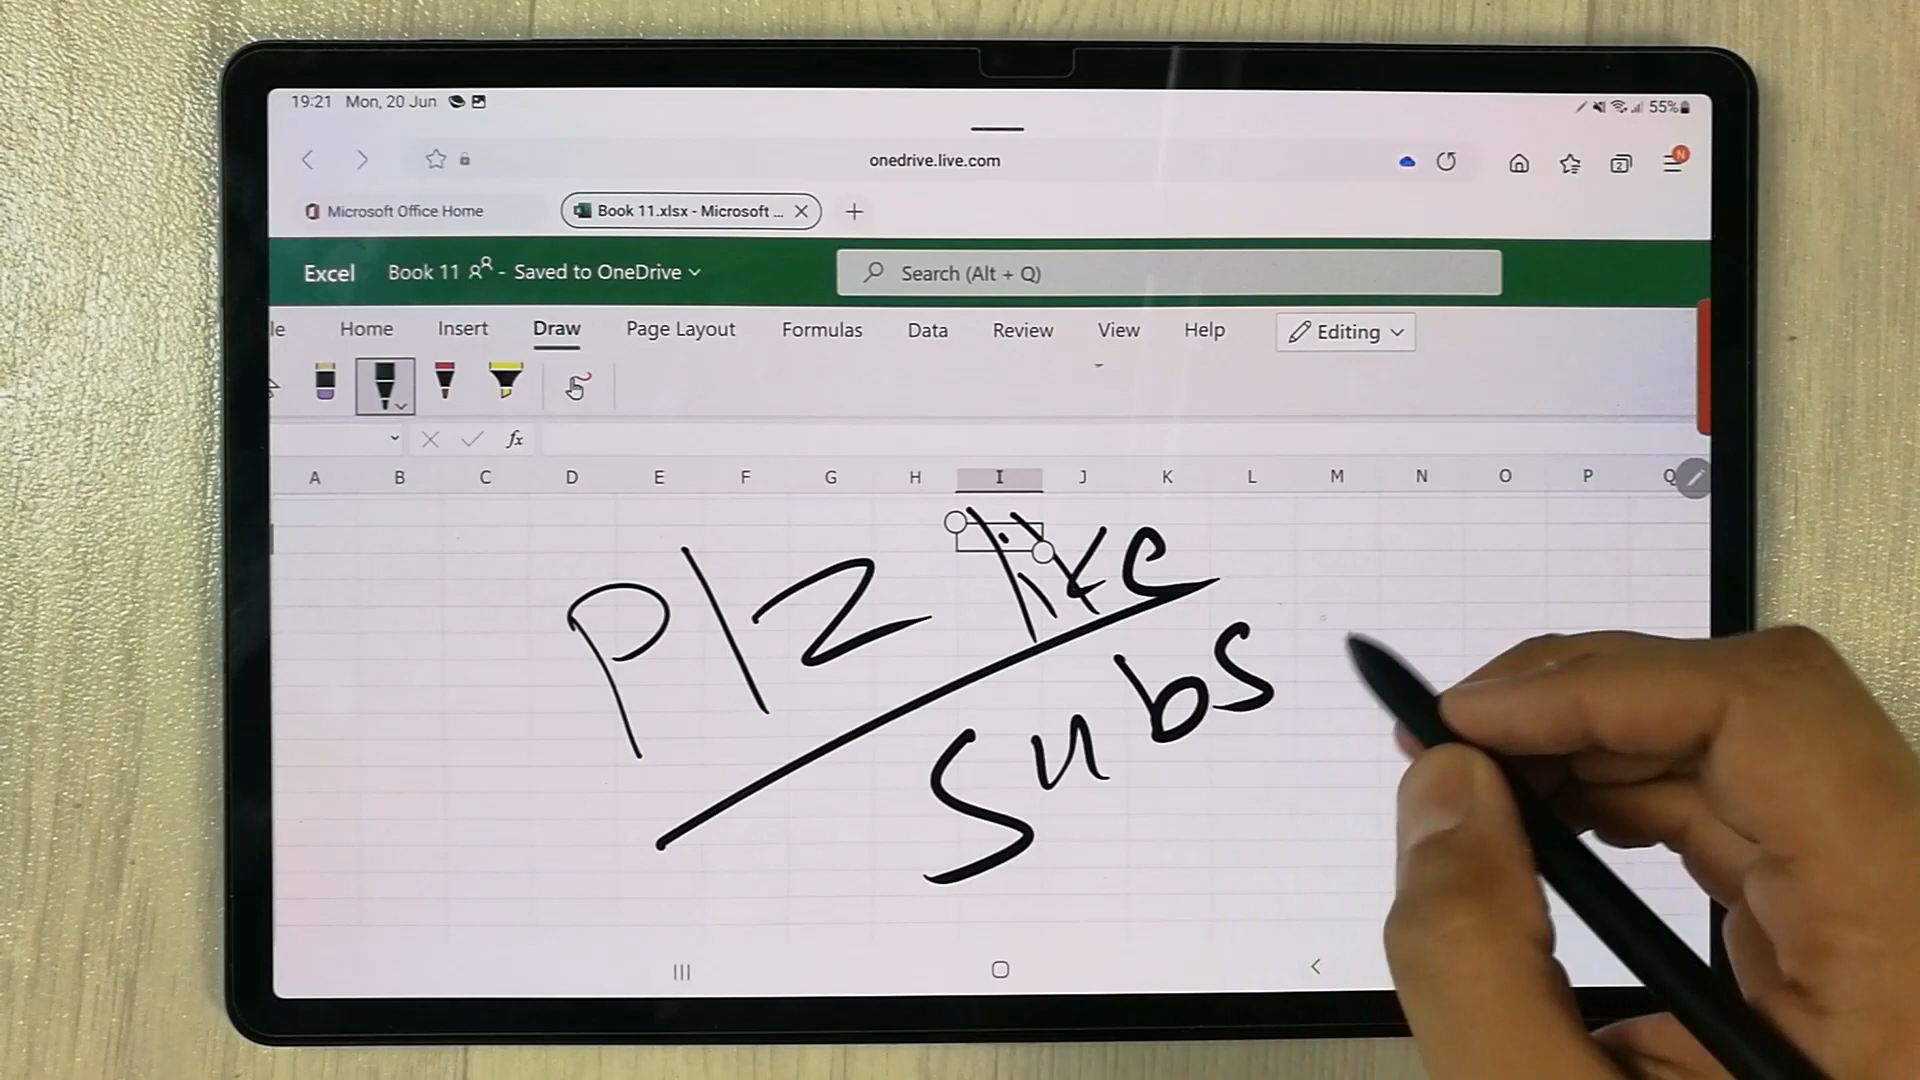 19:21 Mon, 20 Jun 55%
onedrive.live.com 2 N
Microsoft Office Home Book 11.xlsx - Microsoft ...
Excel Book 11 - Saved to OneDrive Search (Alt + Q)
le Home Insert Draw Page Layout Formulas Data Review View Help Editing
fx
A B C D E F G H I J K L M N O P Q
Plz like
Subs